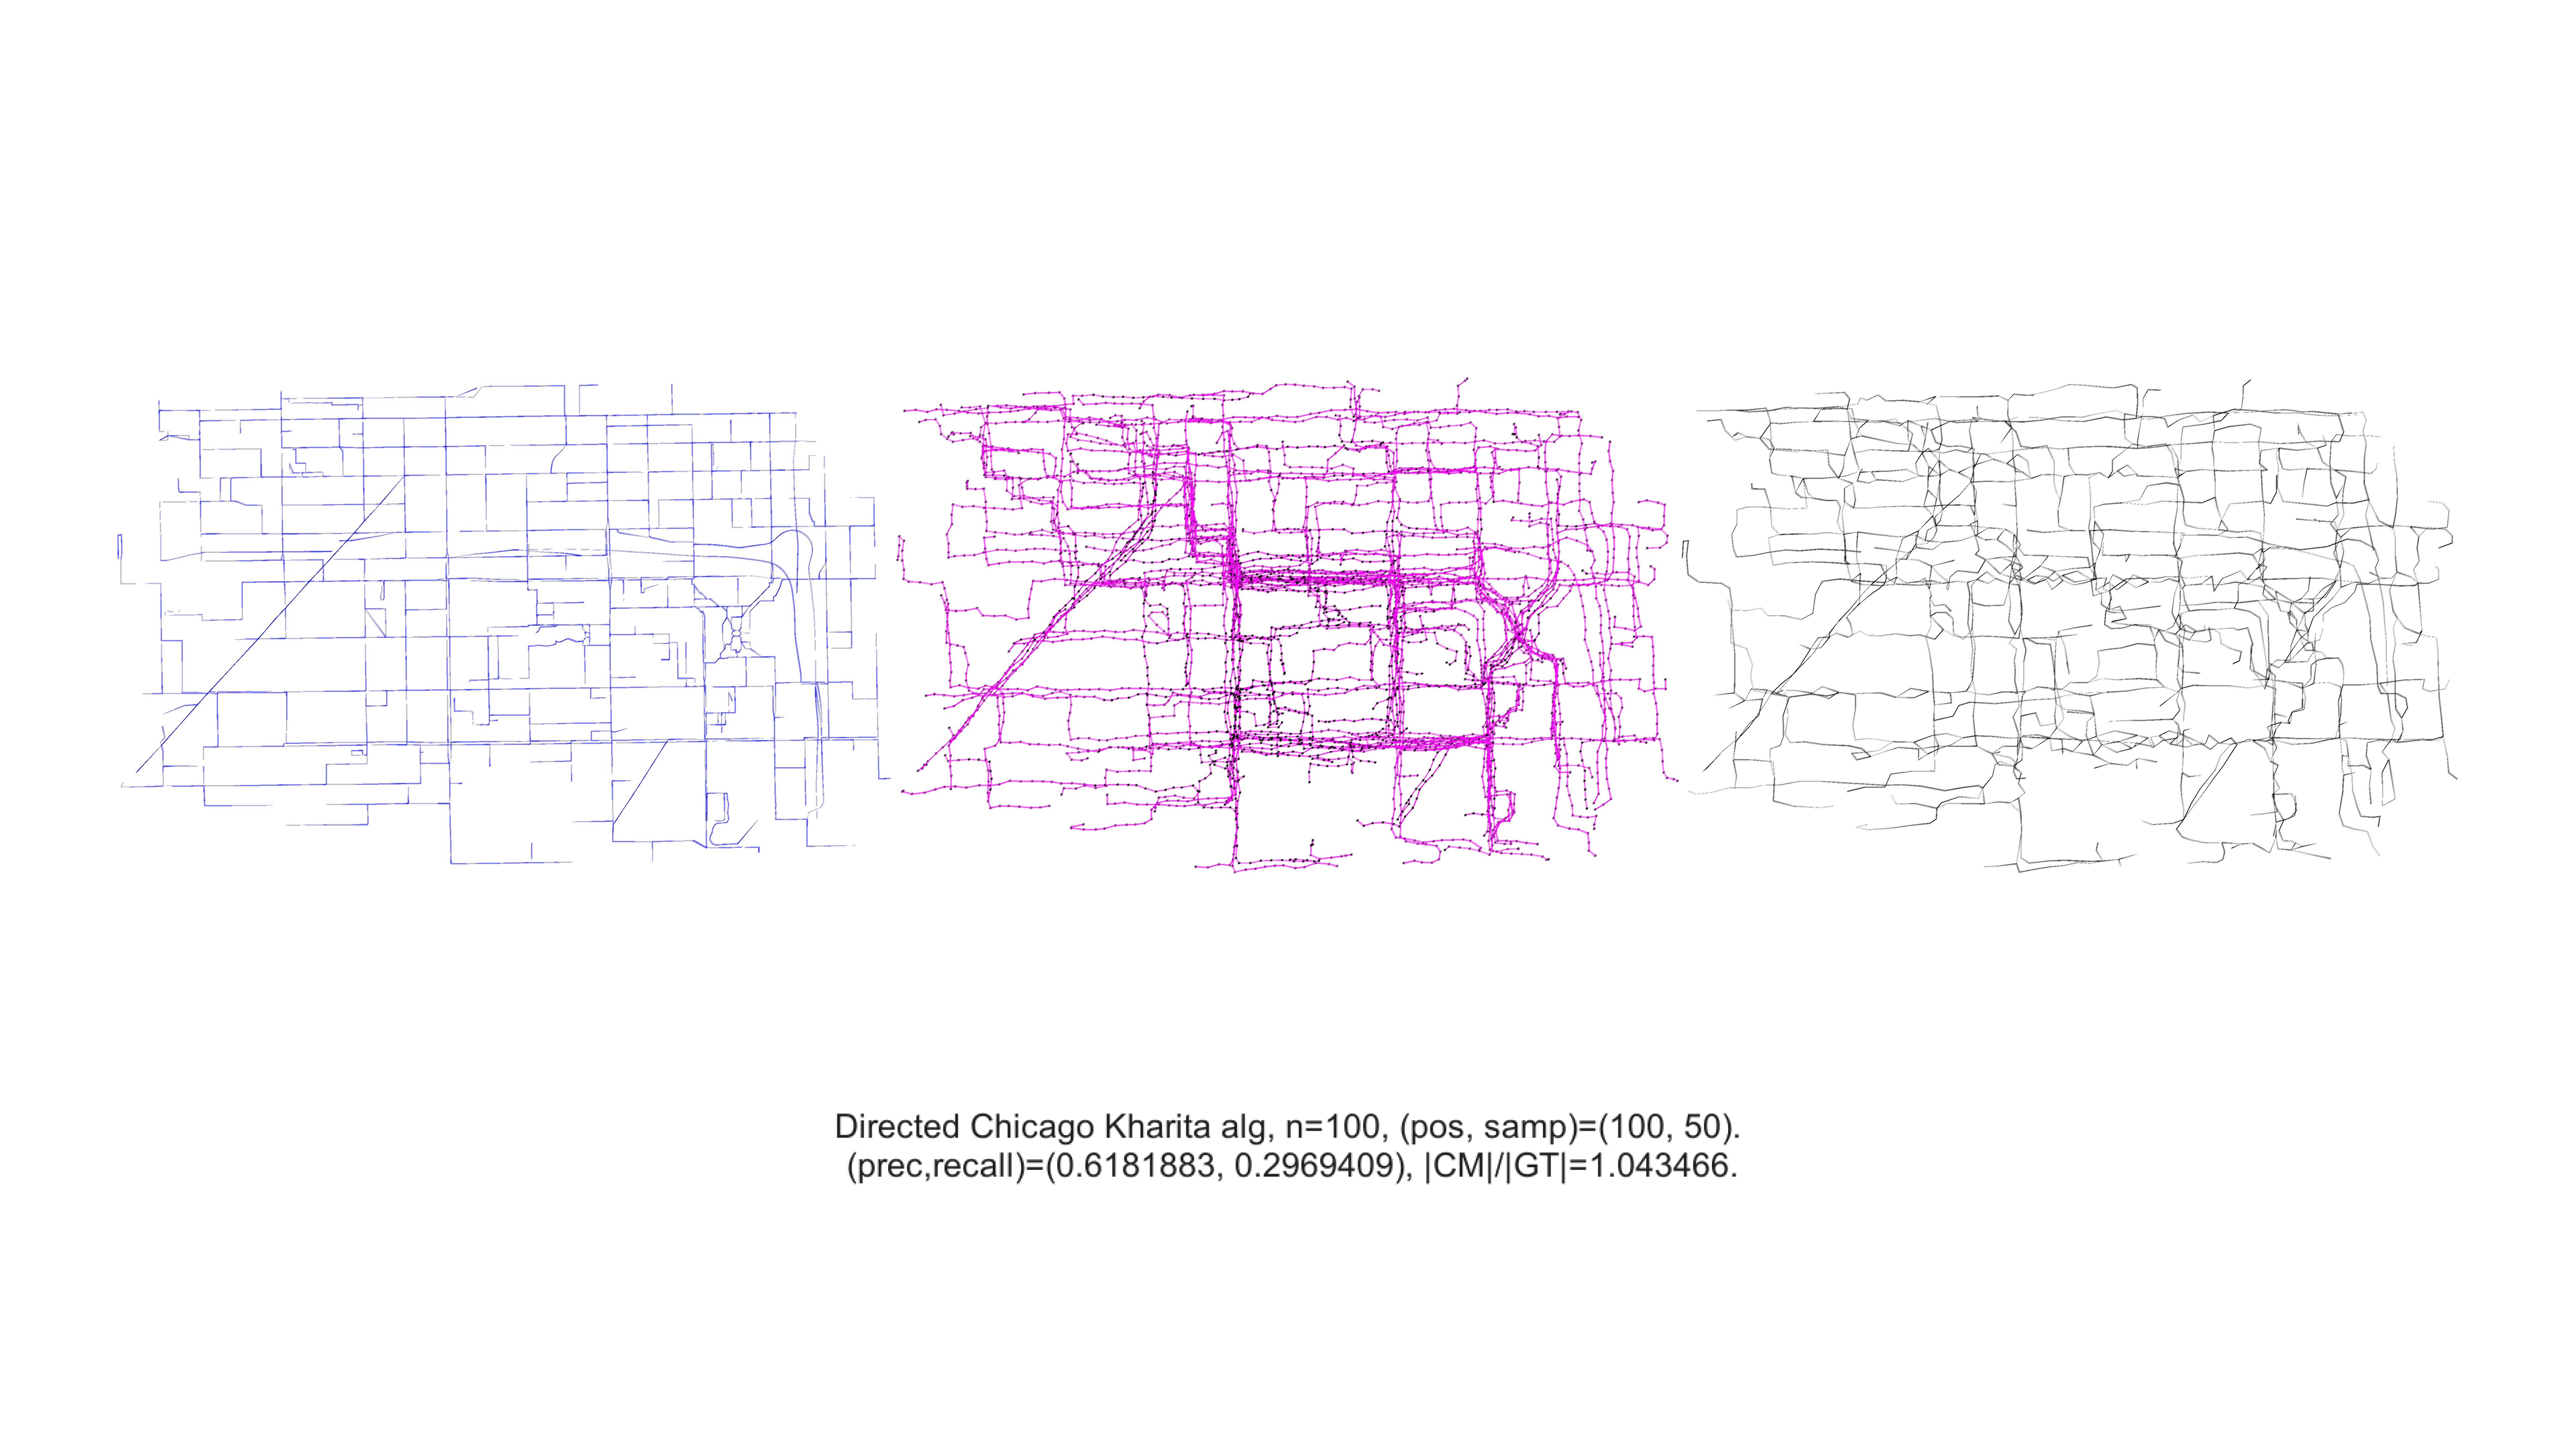 Directed Chicago Kharita alg, n=100, (pos, samp)=(100, 50).
(prec,recall)=(0.6181883, 0.2969409), |CM|/|GT|=1.043466.